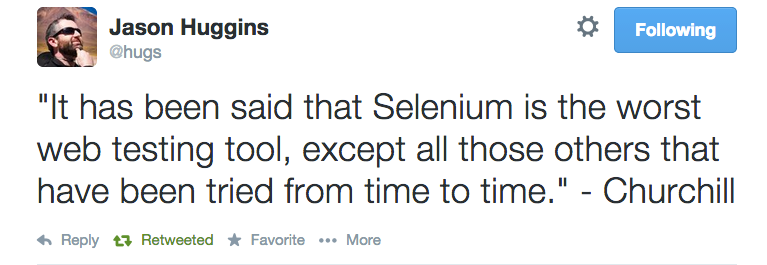 Jason Huggins
@hugs
Following
"It has been said that Selenium is the worst
web testing tool, except all those others that
have been tried from time to time." - Churchill
Reply Retweeted Favorite More